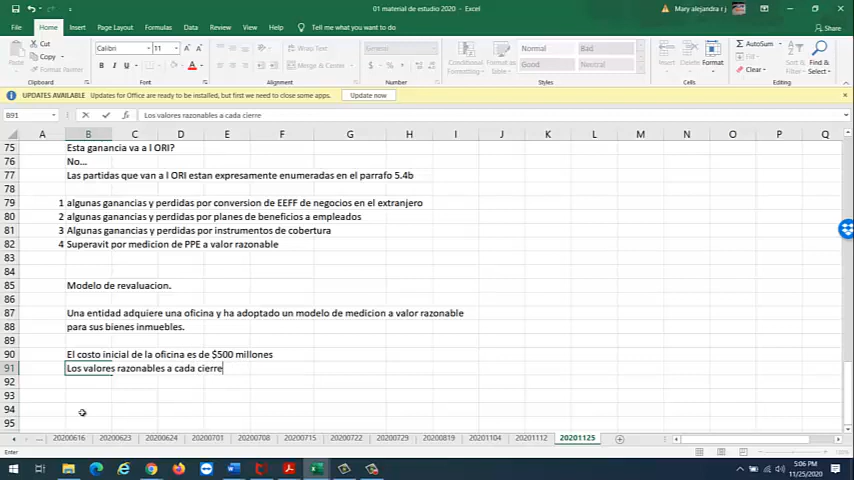 01 material de estudio 2020 - Excel
Mary alejandra r j
File Home Insert Page Layout Formulas Data Review View Help Tell me what you want to do Share
Cut
Copy
Format Painter
Paste
Clipboard
Calibri 11
B I U
Font
Wrap Text
Merge & Center
Alignment
General
$ % ,
Number
Conditional Formatting
Format as Table
Normal Bad
Good Neutral
Styles
Insert Delete Format
Cells
AutoSum
Fill
Clear
Sort & Filter
Find & Select
Editing
UPDATES AVAILABLE Updates for Office are ready to be installed, but first we need to close some apps. Update now
B91 Los valores razonables a cada cierre
A B C D E F G H I J K L M N O P Q
75 Esta ganancia va a l ORI?
76 No...
77 Las partidas que van a l ORI estan expresamente enumeradas en el parrafo 5.4b
78
79 1 algunas ganancias y perdidas por conversion de EEFF de negocios en el extranjero
80 2 algunas ganancias y perdidas por planes de beneficios a empleados
81 3 Algunas ganancias y perdidas por instrumentos de cobertura
82 4 Superavit por medicion de PPE a valor razonable
83
84
85 Modelo de revaluacion.
86
87 Una entidad adquiere una oficina y ha adoptado un modelo de medicion a valor razonable
88 para sus bienes inmuebles.
89
90 El costo inicial de la oficina es de $500 millones
91 Los valores razonables a cada cierre
92
93
94
95
... 20200616 20200623 20200624 20200701 20200708 20200715 20200722 20200729 20200819 20201104 20201112 20201125
Enter
5:06 PM
11/25/2020